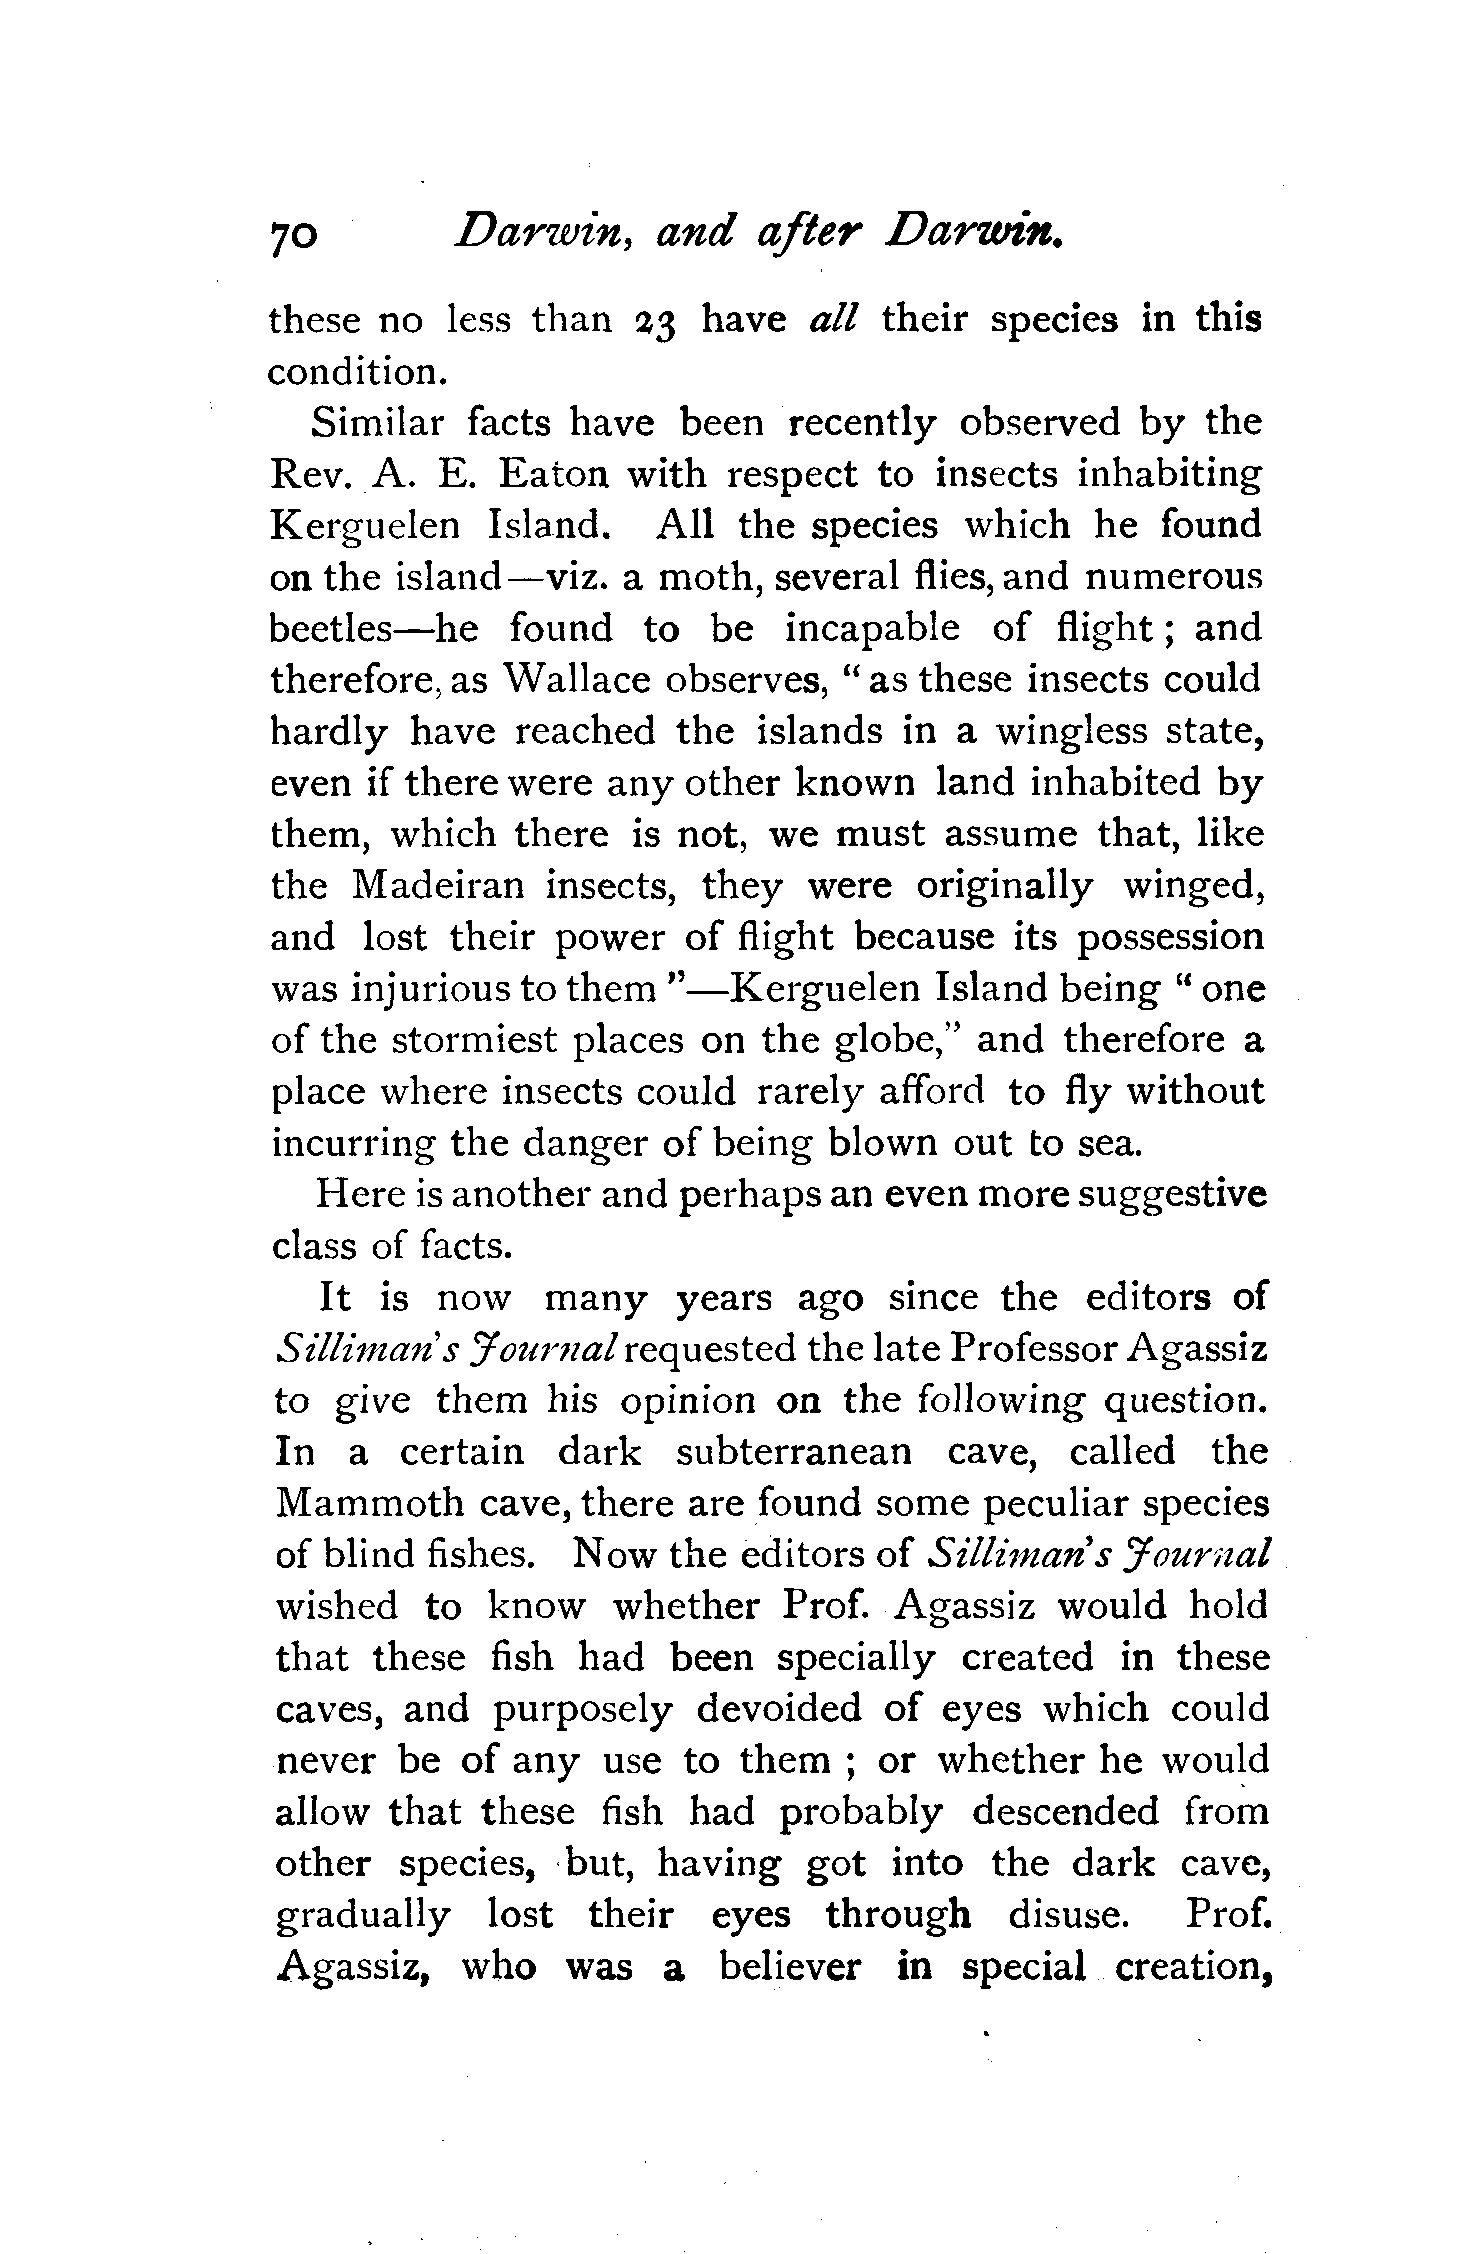 70 Darwin, and after Darwin.
these no less than 23 have all their species in this
condition.
Similar facts have been recently observed by the
Rev. A. E. Eaton with respect to insects inhabiting
Kerguelen Island. All the species which he found
on the island—viz. a moth, several flies, and numerous
beetles—he found to be incapable of flight ; and
therefore, as Wallace observes, “ as these insects could
hardly have reached the islands in a wingless state,
even if there were any other known land inhabited by
them, which there is not, we must assume that, like
the Madeiran insects, they were originally winged,
and lost their power of flight because its possession
was injurious to them ”—Kerguelen Island being “ one
of the stormiest places on the globe,” and therefore a
place where insects could rarely afford to fly without
incurring the danger of being blown out to sea.
Here is another and perhaps an even more suggestive
class of facts.
It is now many years ago since the editors of
Silliman's Journal requested the late Professor Agassiz
to give them his opinion on the following question.
In a certain dark subterranean cave, called the
Mammoth cave, there are found some peculiar species
of blind fishes. Now the editors of Silliman's Journal
wished to know whether Prof. Agassiz would hold
that these fish had been specially created in these
caves, and purposely devoided of eyes which could
never be of any use to them ; or whether he would
allow that these fish had probably descended from
other species, but, having got into the dark cave,
gradually lost their eyes through disuse. Prof.
Agassiz, who was a believer in special creation,